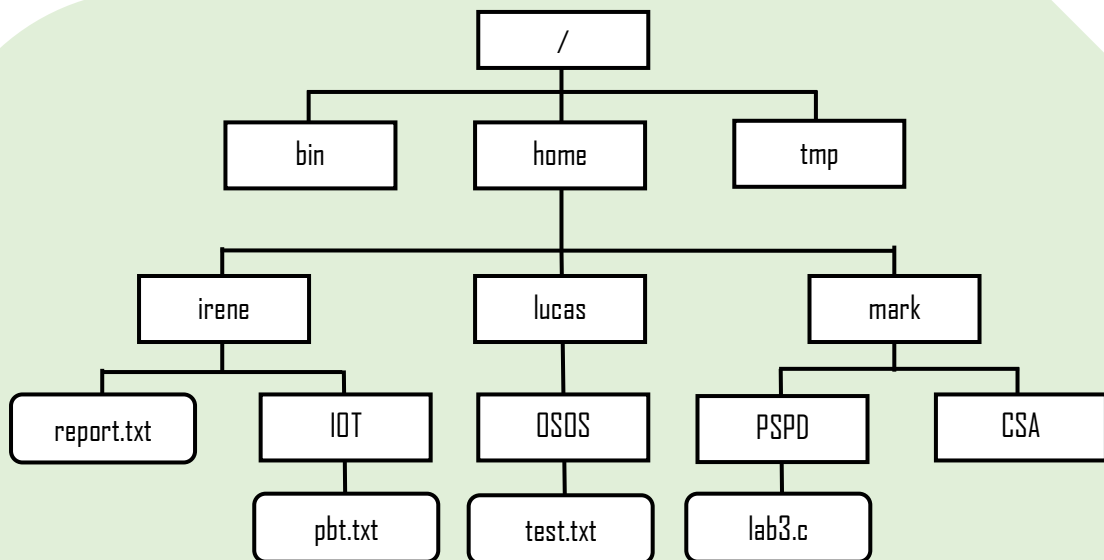 /
bin
home
tmp
irene
lucas
mark
report.txt
IOT
OSOS
PSPD
CSA
pbt.txt
test.txt
lab3.c